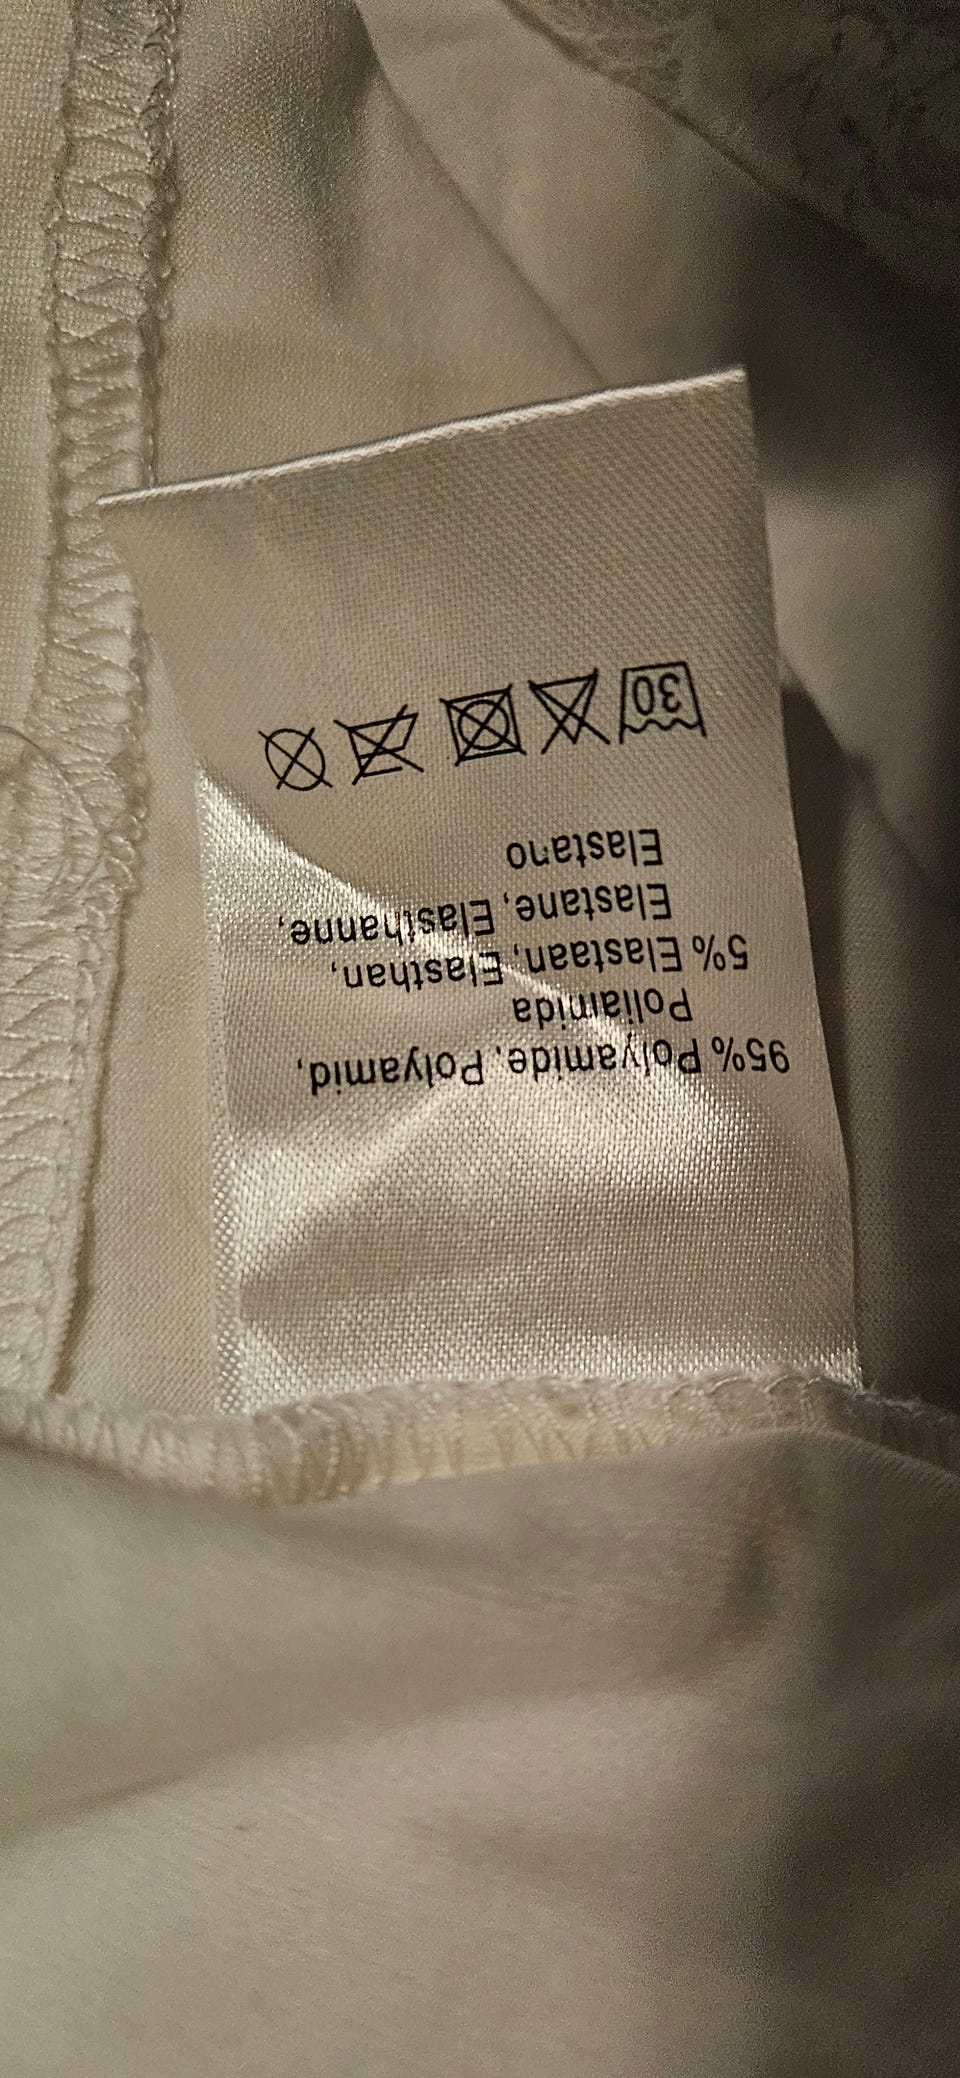 95% Polyamide, Polyamid,
Poliamida
5% Elastaan, Elasthan,
Elastane, Elasthanne,
Elastano
30